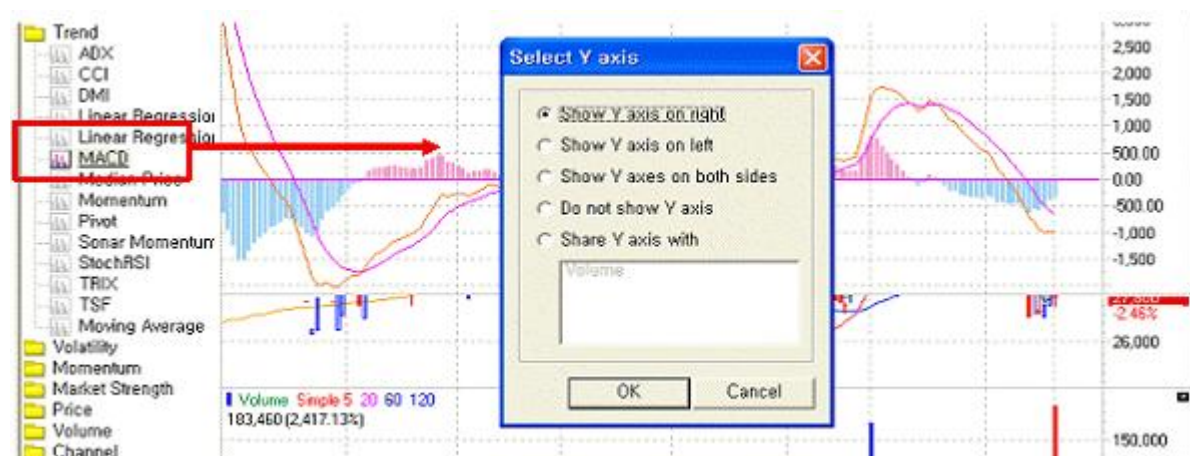 Trend
ADX
CCI
DMI
Linear Regression
Linear Regression
MACD
Median Price
Momentum
Pivot
Sonar Momentum
StochRSI
TRIX
TSF
Moving Average
Volatility
Momentum
Market Strength
Price
Volume
Channel
Select Y axis
Show Y axis on right
Show Y axis on left
Show Y axes on both sides
Do not show Y axis
Share Y axis with
Volume
OK Cancel
Volume Simple 5 20 60 120
183,460 (2,417.13%)
2,500
2,000
1,500
1,000
500.00
0.00
-500.00
-1,000
-1,500
-2.46%
26,000
150,000